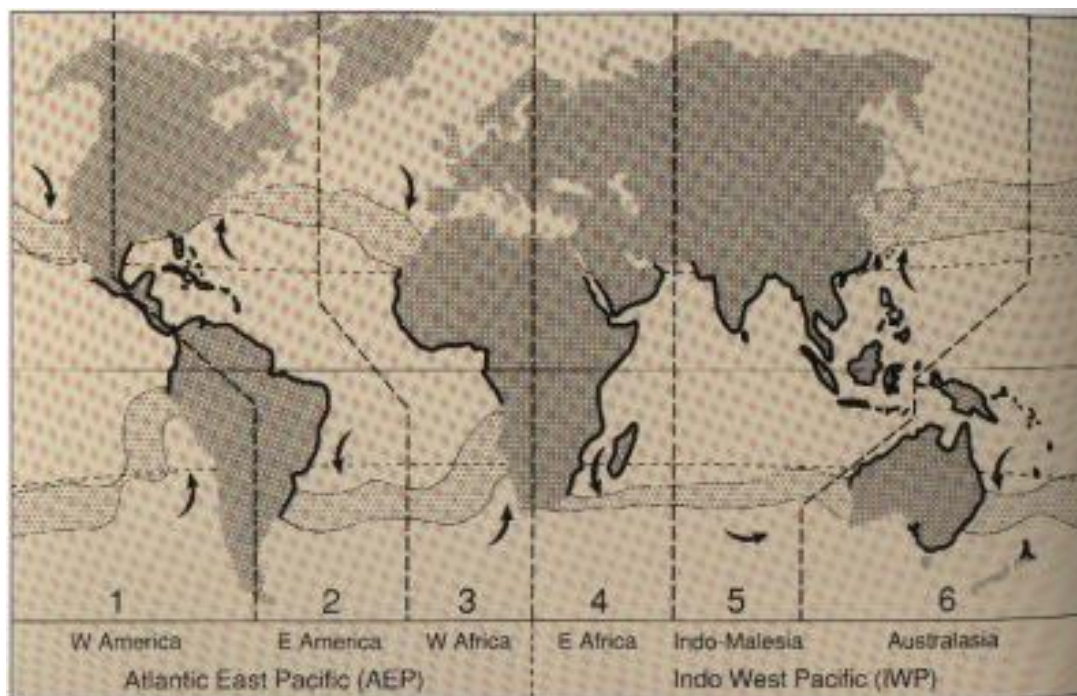 1 2 3 4 5 6
W America E America W Africa E Africa Indo-Malesia Australasia
Atlantic East Pacific (AEP) Indo West Pacific (IWP)